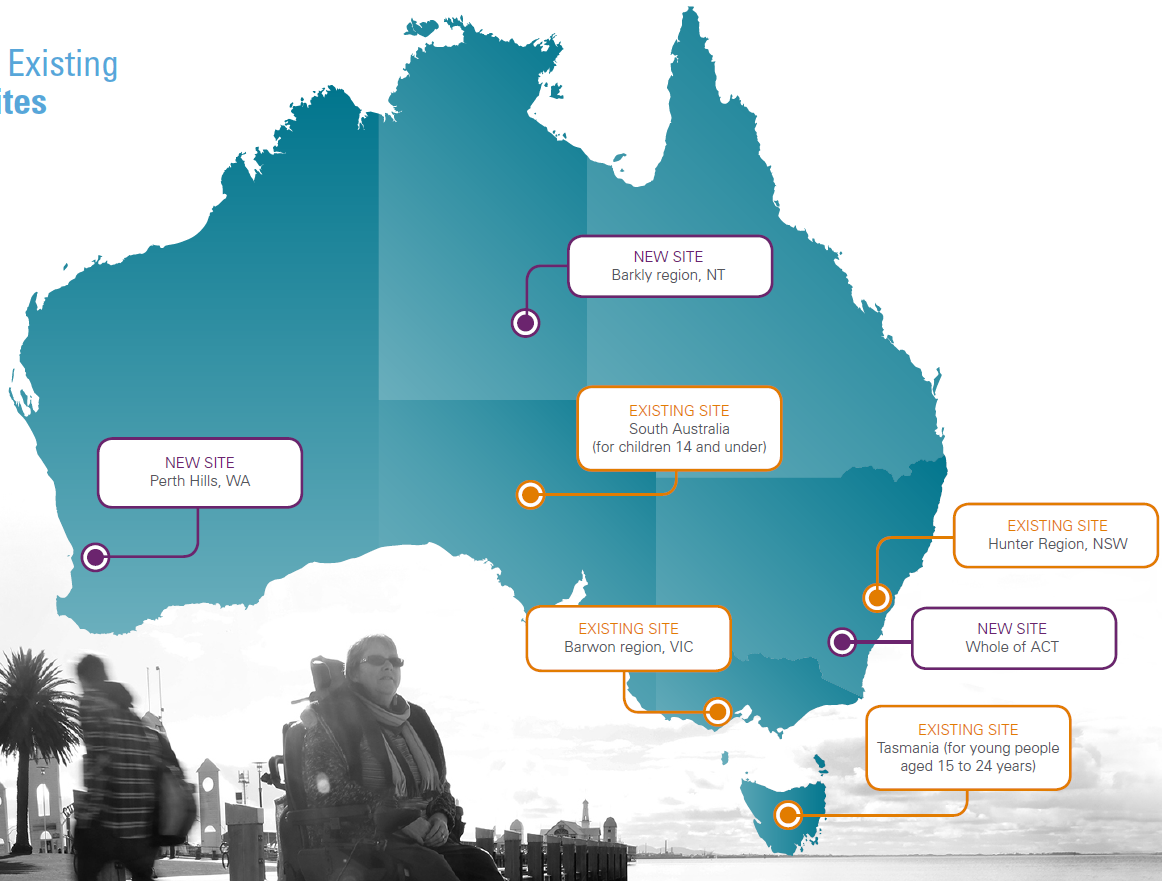 Existing
ites
NEW SITE
Barkly region, NT
EXISTING SITE
South Australia
(for children 14 and under)
NEW SITE
Perth Hills, WA
EXISTING SITE
Hunter Region, NSW
EXISTING SITE
Barwon region, VIC
NEW SITE
Whole of ACT
EXISTING SITE
Tasmania (for young people
aged 15 to 24 years)